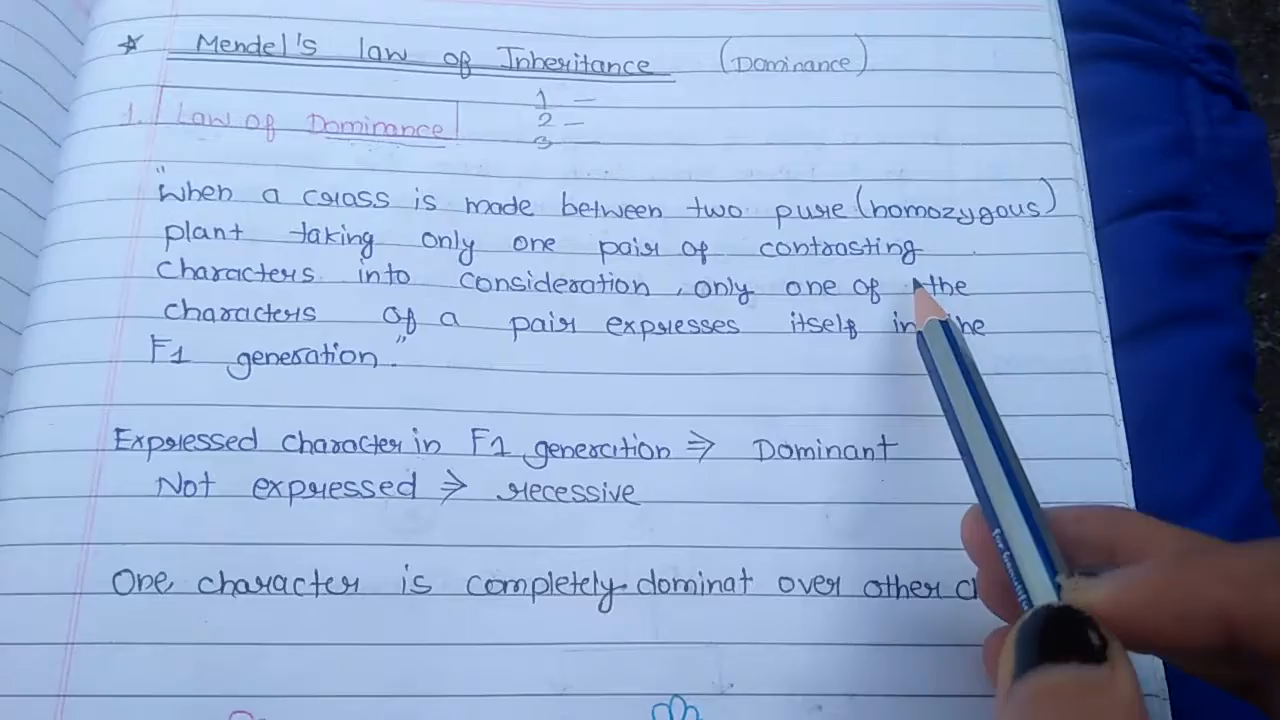 ☆ Mendel's law of Inheritance (Dominance)
1 –
1. Law of Dominance
2 –
3 –
"When a cross is made between two pure (homozygous)
plant taking only one pair of contrasting
characters into consideration, only one of the
characters of a pair expresses itself in the
F1 generation."
Expressed character in F1 generation ⇒ Dominant
Not expressed ⇒ recessive
One character is completely dominat over other